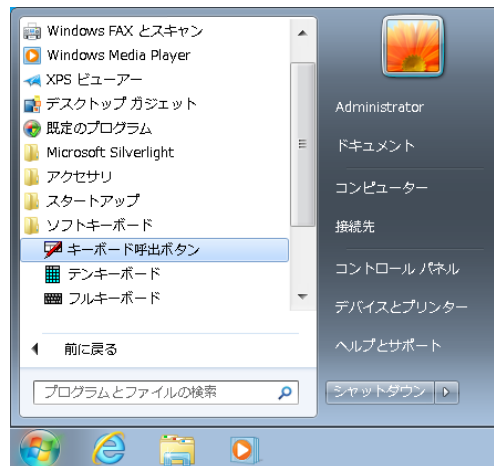 Windows FAX とスキャン
Windows Media Player
XPS ビューアー
デスクトップ ガジェット
既定のプログラム
Microsoft Silverlight
アクセサリ
スタートアップ
ソフトキーボード
キーボード呼出ボタン
テンキーボード
フルキーボード
前に戻る
プログラムとファイルの検索
Administrator
ドキュメント
コンピューター
接続先
コントロール パネル
デバイスとプリンター
ヘルプとサポート
シャットダウン